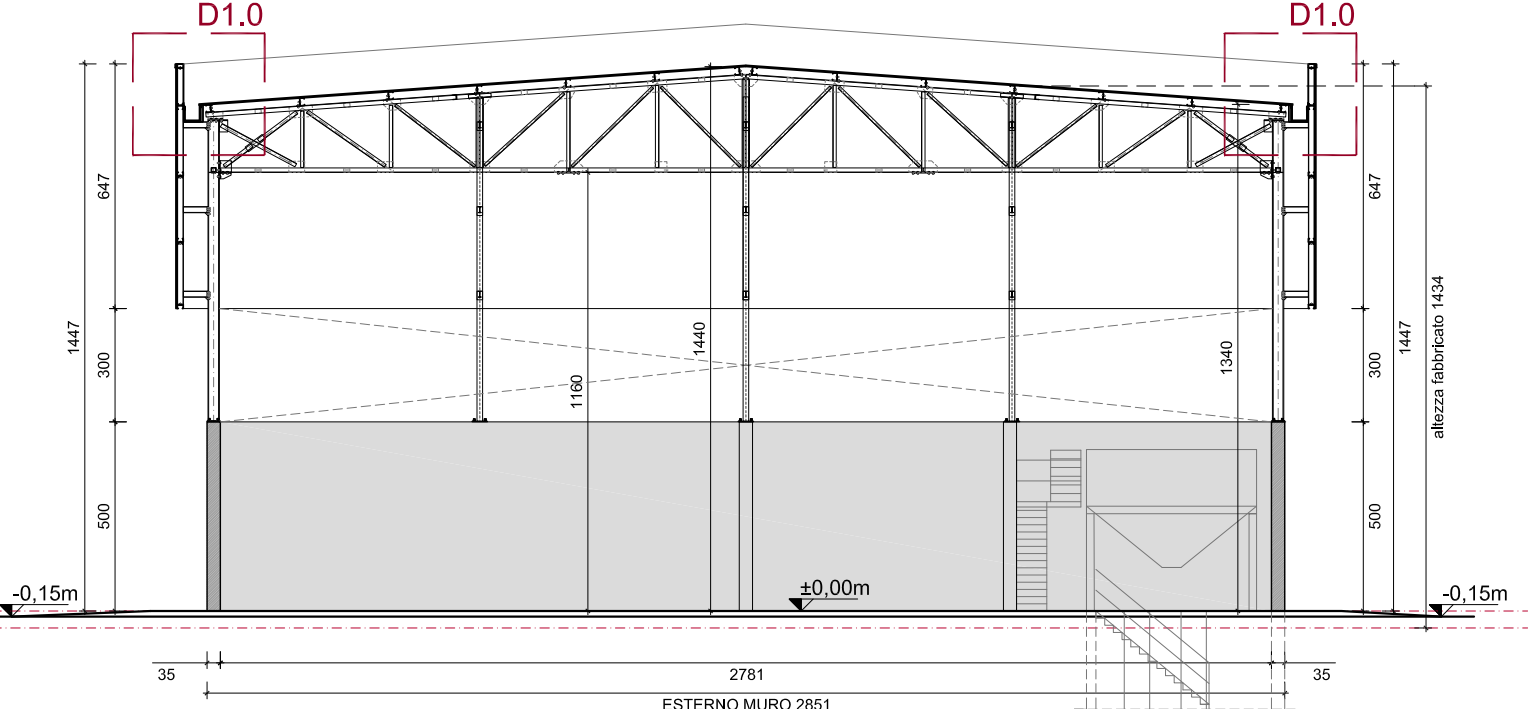 D1.0
D1.0
647
647
1447
300
1160
1440
1340
300
1447
altezza fabbricato 1434
500
500
-0,15m
±0,00m
-0,15m
35
2781
35
ESTERNO MURO 2851